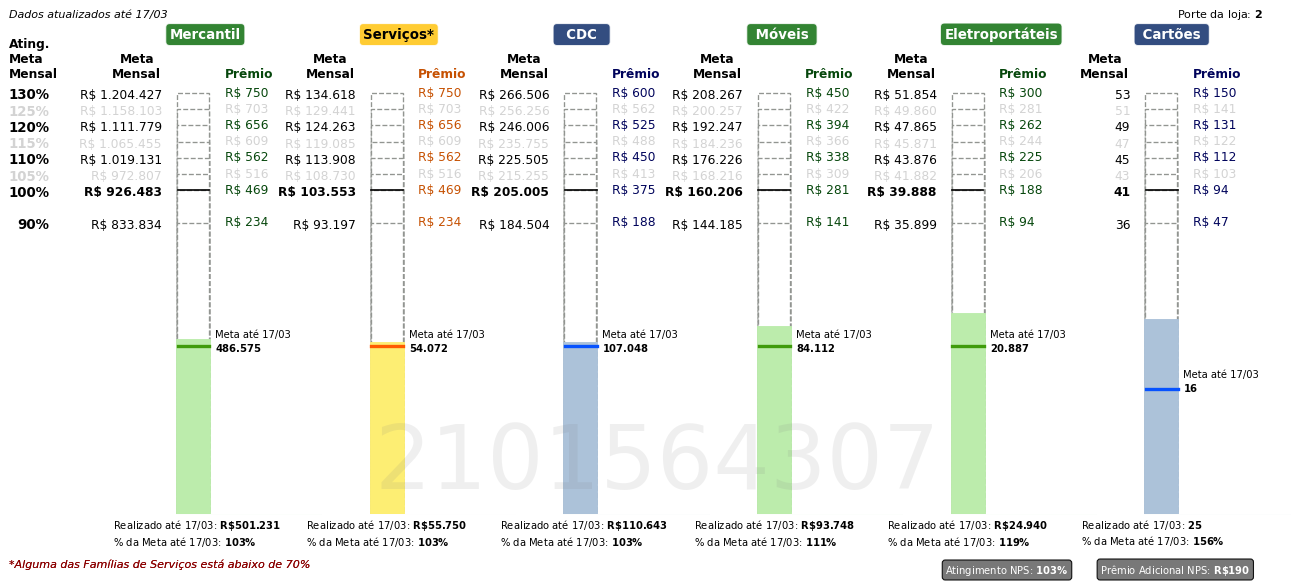 Dados atualizados até 17/03 Porte da loja: 2
Mercantil Serviços* CDC Móveis Eletroportáteis Cartões
Ating. Meta Mensal Meta Mensal Prêmio Meta Mensal Prêmio Meta Mensal Prêmio Meta Mensal Prêmio Meta Mensal Prêmio Meta Mensal Prêmio
130% R$ 1.204.427 R$ 750 R$ 134.618 R$ 750 R$ 266.506 R$ 600 R$ 208.267 R$ 450 R$ 51.854 R$ 300 53 R$ 150
125% R$ 1.158.103 R$ 703 R$ 129.441 R$ 703 R$ 256.256 R$ 562 R$ 200.257 R$ 422 R$ 49.860 R$ 281 51 R$ 141
120% R$ 1.111.779 R$ 656 R$ 124.263 R$ 656 R$ 246.006 R$ 525 R$ 192.247 R$ 394 R$ 47.865 R$ 262 49 R$ 131
115% R$ 1.065.455 R$ 609 R$ 119.085 R$ 609 R$ 235.755 R$ 488 R$ 184.236 R$ 366 R$ 45.871 R$ 244 47 R$ 122
110% R$ 1.019.131 R$ 562 R$ 113.908 R$ 562 R$ 225.505 R$ 450 R$ 176.226 R$ 338 R$ 43.876 R$ 225 45 R$ 112
105% R$ 972.807 R$ 516 R$ 108.730 R$ 516 R$ 215.255 R$ 413 R$ 168.216 R$ 309 R$ 41.882 R$ 206 43 R$ 103
100% R$ 926.483 R$ 469 R$ 103.553 R$ 469 R$ 205.005 R$ 375 R$ 160.206 R$ 281 R$ 39.888 R$ 188 41 R$ 94
90% R$ 833.834 R$ 234 R$ 93.197 R$ 234 R$ 184.504 R$ 188 R$ 144.185 R$ 141 R$ 35.899 R$ 94 36 R$ 47
Meta até 17/03 Meta até 17/03 Meta até 17/03 Meta até 17/03 Meta até 17/03
486.575 54.072 107.048 84.112 20.887
Meta até 17/03
16
2101564307
Realizado até 17/03: R$501.231 Realizado até 17/03: R$55.750 Realizado até 17/03: R$110.643 Realizado até 17/03: R$93.748 Realizado até 17/03: R$24.940 Realizado até 17/03: 25
% da Meta até 17/03: 103% % da Meta até 17/03: 103% % da Meta até 17/03: 103% % da Meta até 17/03: 111% % da Meta até 17/03: 119% % da Meta até 17/03: 156%
*Alguma das Famílias de Serviços está abaixo de 70% Atingimento NPS: 103% Prêmio Adicional NPS: R$190